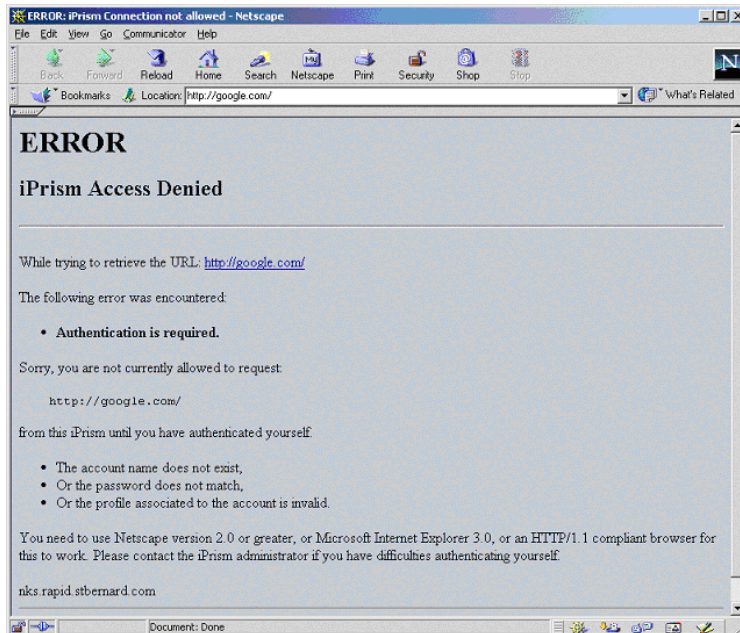 ERROR: iPrism Connection not allowed - Netscape
File Edit View Go Communicator Help
Back Forward Reload Home Search Netscape Print Security Shop Stop
Bookmarks Location: http://google.com/ What's Related
ERROR
iPrism Access Denied
While trying to retrieve the URL: http://google.com/
The following error was encountered:
• Authentication is required.
Sorry, you are not currently allowed to request:
http://google.com/
from this iPrism until you have authenticated yourself.
• The account name does not exist,
• Or the password does not match,
• Or the profile associated to the account is invalid.
You need to use Netscape version 2.0 or greater, or Microsoft Internet Explorer 3.0, or an HTTP/1.1 compliant browser for
this to work. Please contact the iPrism administrator if you have difficulties authenticating yourself.
nks.rapid.stbernard.com
Document: Done